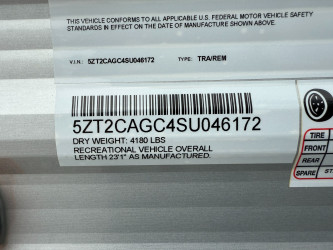 THIS VEHICLE CONFORMS TO ALL APPLICABLE U.S. FEDERAL MOTOR VEHICLE SAFETY
STANDARDS IN EFFECT ON THE DATE OF MANUFACTURE SHOWN ABOVE.
V.I.N.: 5ZT2CAGC4SU046172 TYPE: TRA/REM
5ZT2CAGC4SU046172
DRY WEIGHT: 4180 LBS
RECREATIONAL VEHICLE OVERALL
LENGTH 23'1" AS MANUFACTURED.
TIRE
FRONT
REAR
SPARE